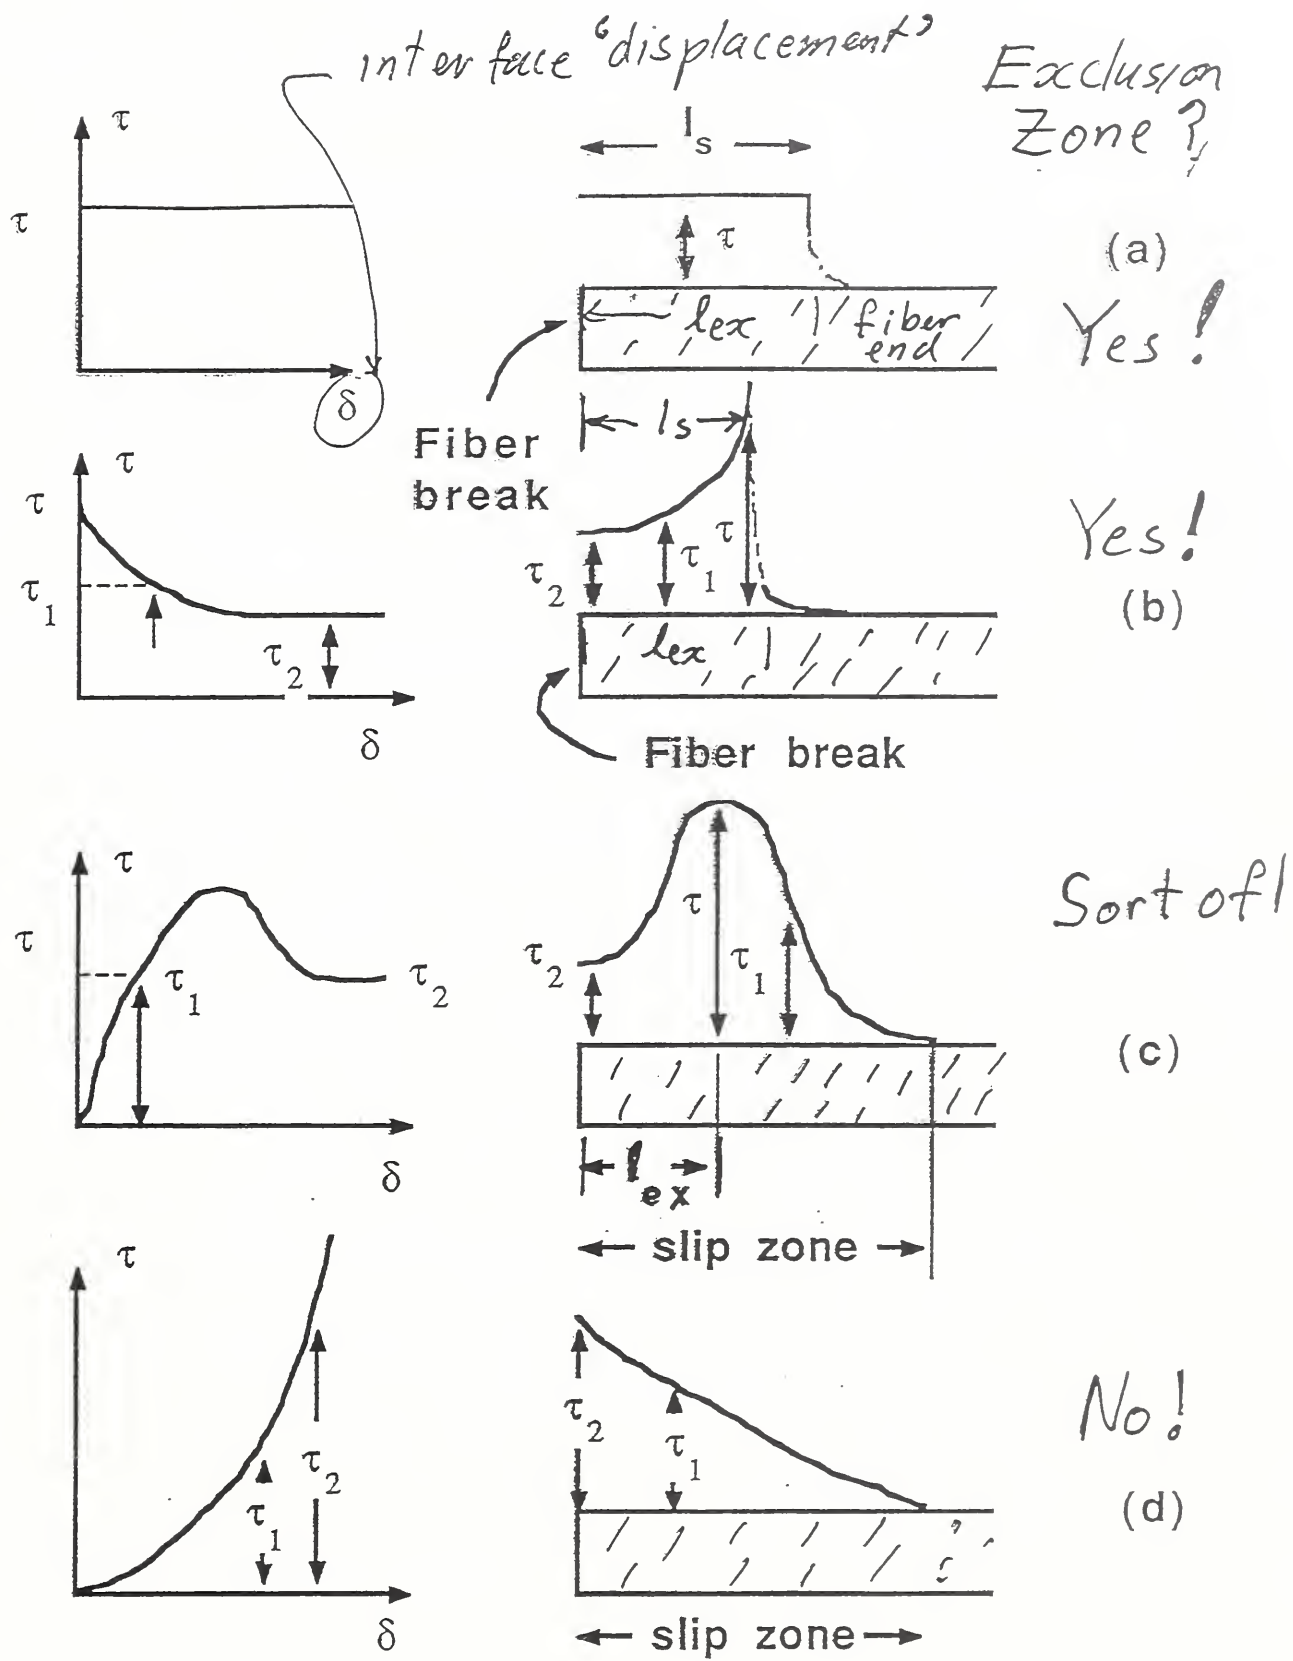 interface ‘displacement’
Exclusion
Zone?
τ
l_s
τ
τ
(a)
l_ex
fiber
end
Yes!
δ
Fiber
break
τ
l_s
τ
τ_1
τ_2
τ
τ_1
τ_2
Yes!
(b)
l_ex
δ
Fiber break
τ
τ
τ_1
τ_2
τ_2
τ
τ_1
Sort of!
(c)
δ
l_ex
slip zone
τ
τ_1
τ_2
τ_2
τ_1
No!
(d)
δ
slip zone